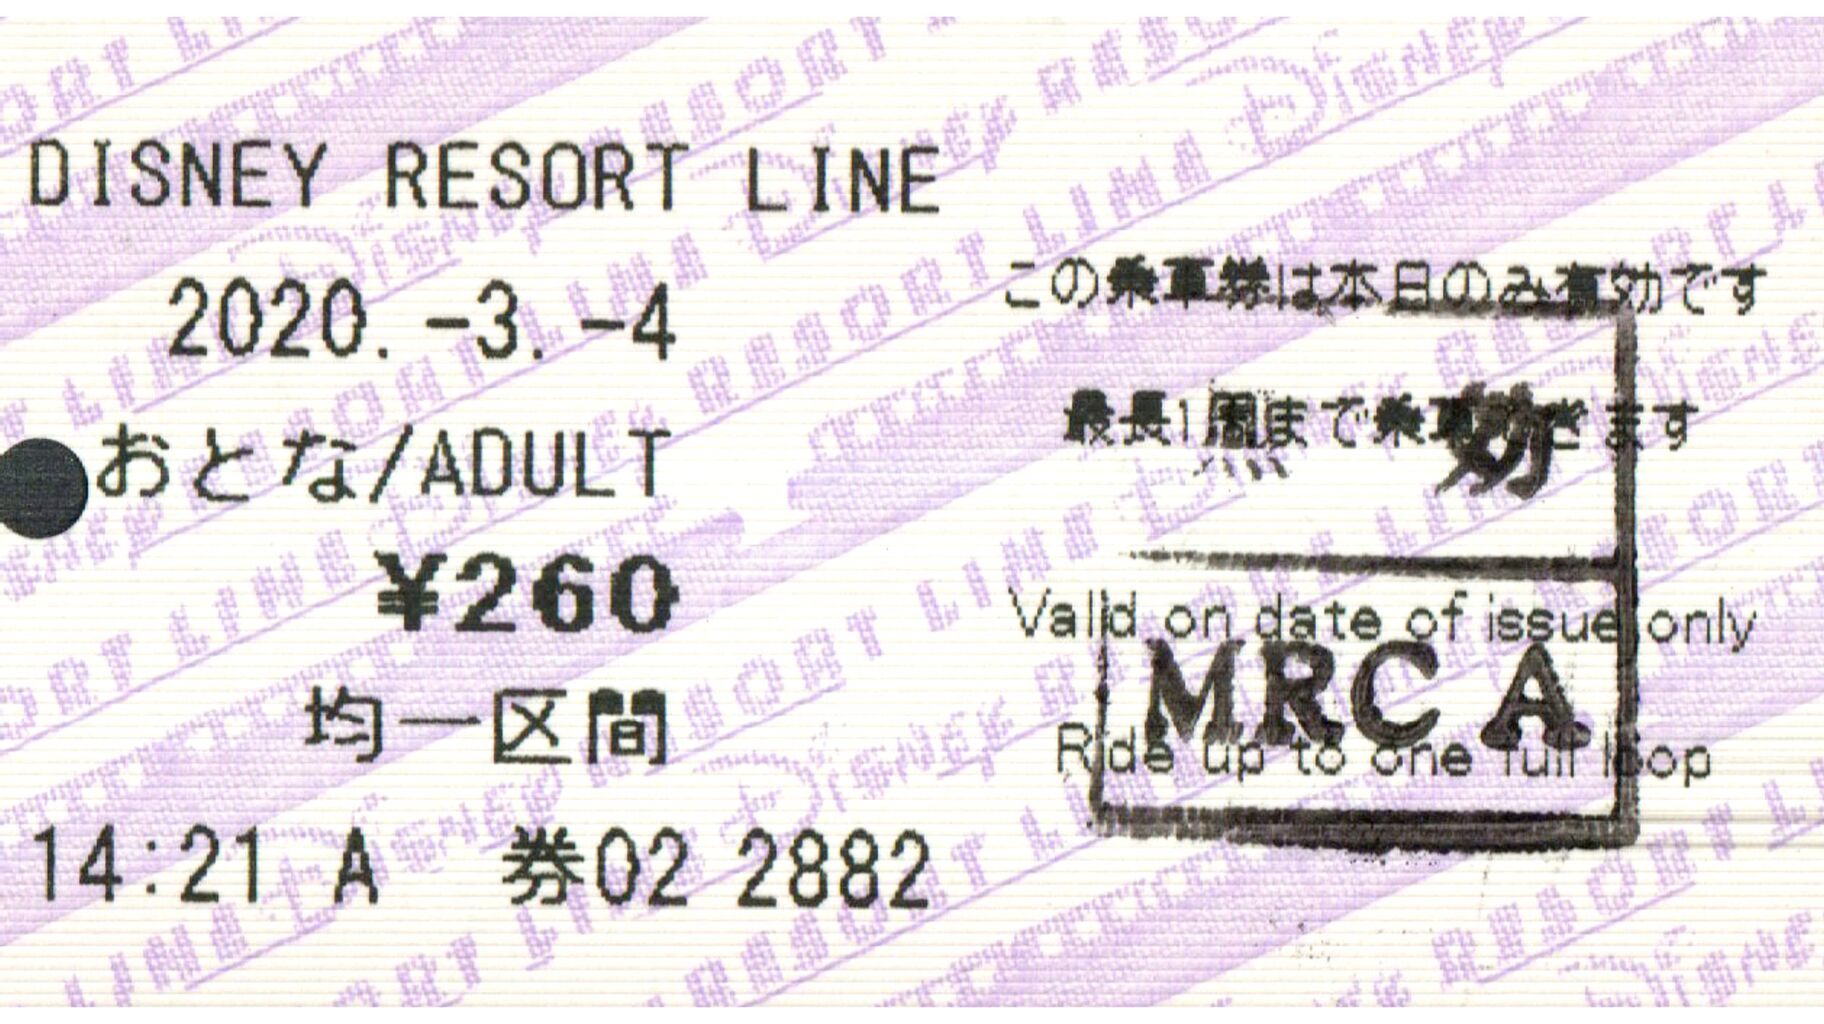 DISNEY RESORT LINE
2020.-3.-4
おとな/ADULT
¥260
均一区間
14:21 A 券02 2882
この乗車券は本日のみ有効です
最長1周まで乗車できます
無効
Valid on date of issue only
MRC A
Ride up to one full loop